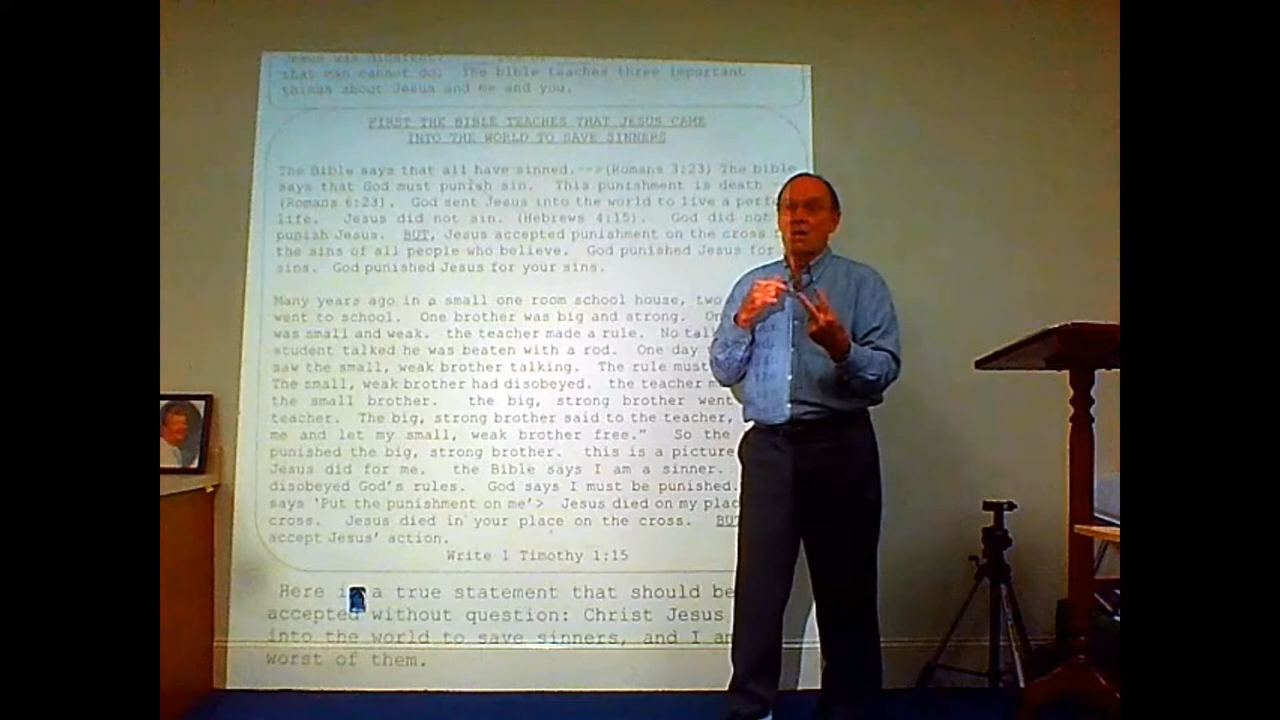 Jesus was different.
that man cannot do. The bible teaches three important
things about Jesus and me and you.
FIRST THE BIBLE TEACHES THAT JESUS CAME
INTO THE WORLD TO SAVE SINNERS
The Bible says that all have sinned.-->(Romans 3:23) The bible
says that God must punish sin. This punishment is death
(Romans 6:23). God sent Jesus into the world to live a perfe
life. Jesus did not sin. (Hebrews 4:15). God did not
punish Jesus. BUT, Jesus accepted punishment on the cross
the sins of all people who believe. God punished Jesus for
sins. God punished Jesus for your sins.
Many years ago in a small one room school house, two
went to school. One brother was big and strong. On
was small and weak. the teacher made a rule. No tal
student talked he was beaten with a rod. One day
saw the small, weak brother talking. The rule must
The small, weak brother had disobeyed. the teacher m
the small brother. the big, strong brother went
teacher. The big, strong brother said to the teacher,
me and let my small, weak brother free." So the
punished the big, strong brother. this is a picture
Jesus did for me. the Bible says I am a sinner.
disobeyed God's rules. God says I must be punished.
says 'Put the punishment on me'> Jesus died on my plac
cross. Jesus died in your place on the cross. BUT
accept Jesus' action.
Write 1 Timothy 1:15
Here is a true statement that should be
accepted without question: Christ Jesus
into the world to save sinners, and I am
worst of them.